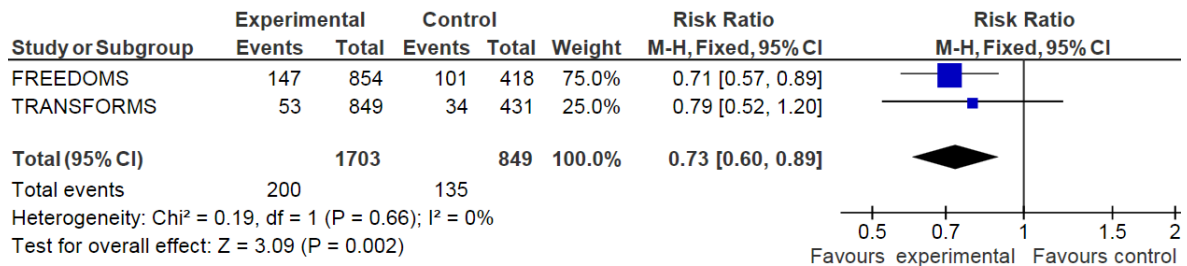 Experimental Control Risk Ratio Risk Ratio
Study or Subgroup Events Total Events Total Weight M-H, Fixed, 95% CI M-H, Fixed, 95% CI
FREEDOMS 147 854 101 418 75.0% 0.71 [0.57, 0.89]
TRANSFORMS 53 849 34 431 25.0% 0.79 [0.52, 1.20]
Total (95% CI) 1703 849 100.0% 0.73 [0.60, 0.89]
Total events 200 135
Heterogeneity: Chi² = 0.19, df = 1 (P = 0.66); I² = 0%
Test for overall effect: Z = 3.09 (P = 0.002)
0.5 0.7 1 1.5 2
Favours experimental Favours control